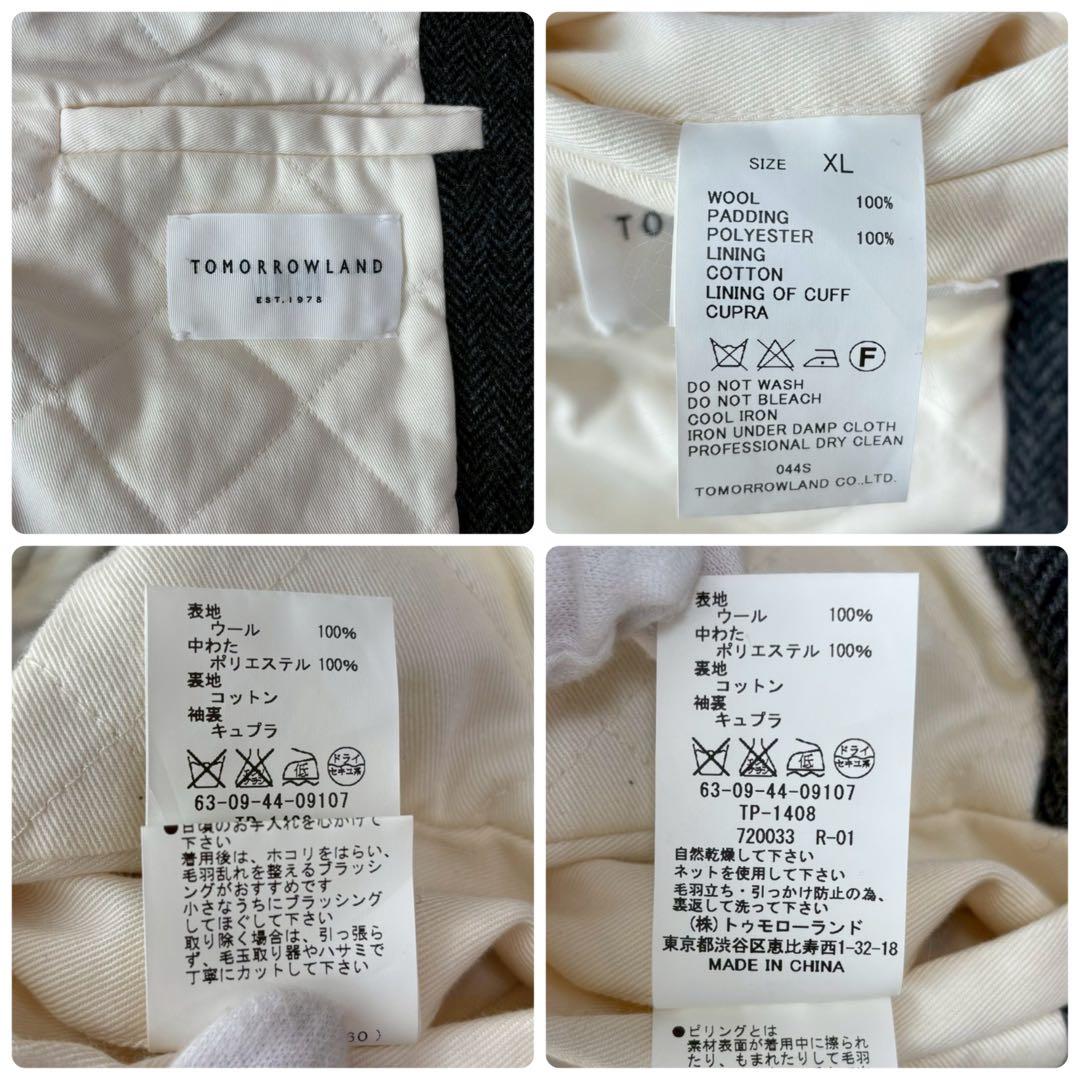 TOMORROWLAND
EST. 1978
TO
SIZE XL
WOOL 100%
PADDING
POLYESTER 100%
LINING
COTTON
LINING OF CUFF
CUPRA
F
DO NOT WASH
DO NOT BLEACH
COOL IRON
IRON UNDER DAMP CLOTH
PROFESSIONAL DRY CLEAN
044S
TOMORROWLAND CO.,LTD.
表地
ウール 100%
中わた
ポリエステル 100%
裏地
コットン
袖裏
キュプラ
低 ドライ
セキユ系
63-09-44-09107
TP-1408
●日頃のお手入れを心がけて
下さい
着用後は、ホコリをはらい、
毛羽乱れを整えるブラッシ
ングがおすすめです
小さなうちにブラッシング
してほぐして下さい
取り除く場合は、引っ張ら
ず、毛玉取り器やハサミで
丁寧にカットして下さい
30 )
表地
ウール 100%
中わた
ポリエステル 100%
裏地
コットン
袖裏
キュプラ
低 ドライ
セキユ系
63-09-44-09107
TP-1408
720033 R-01
自然乾燥して下さい
ネットを使用して下さい
毛羽立ち・引っかけ防止の為、
裏返して洗って下さい
(株)トゥモローランド
東京都渋谷区恵比寿西1-32-18
MADE IN CHINA
●ピリングとは
素材表面が着用中に擦られ
たり、もまれたりして毛羽